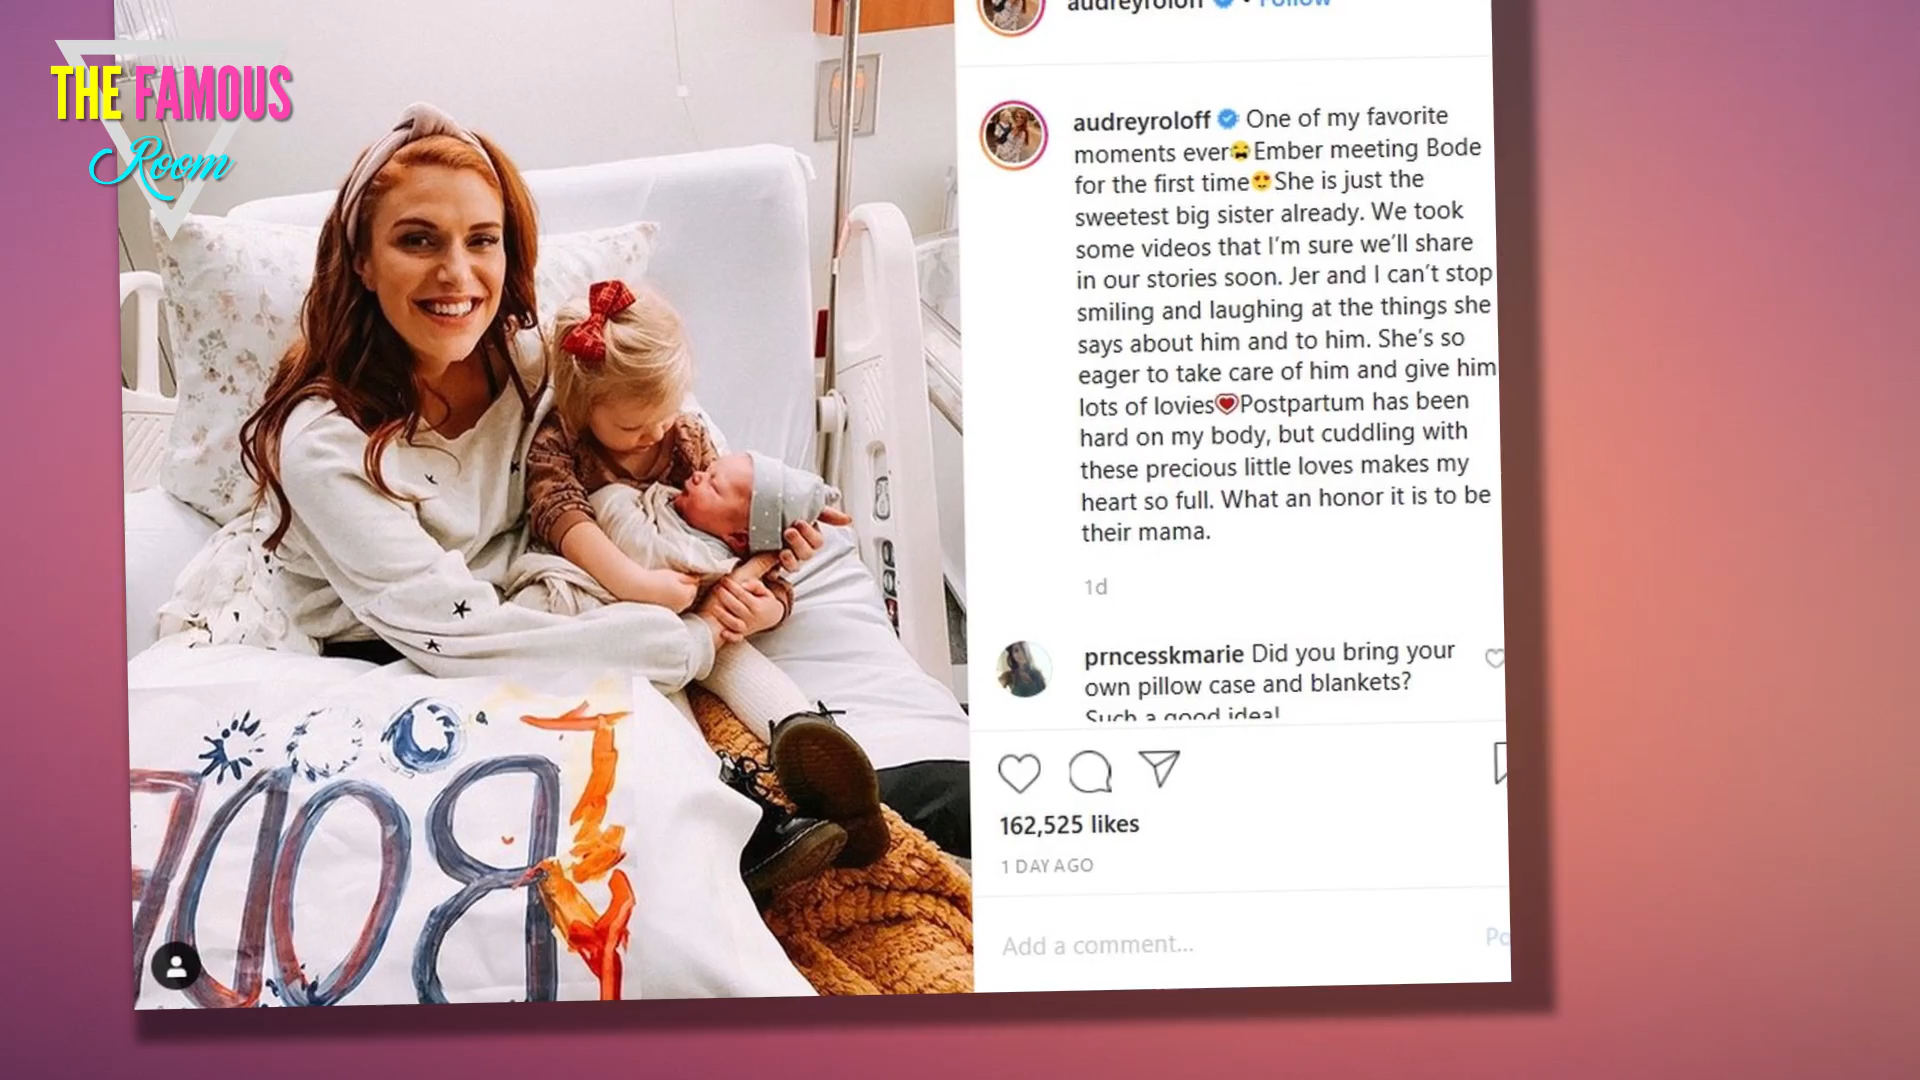 THE FAMOUS
Room
audreyroloff • Follow
audreyroloff One of my favorite
moments ever😭Ember meeting Bode
for the first time😍She is just the
sweetest big sister already. We took
some videos that I’m sure we’ll share
in our stories soon. Jer and I can’t stop
smiling and laughing at the things she
says about him and to him. She’s so
eager to take care of him and give him
lots of lovies❤Postpartum has been
hard on my body, but cuddling with
these precious little loves makes my
heart so full. What an honor it is to be
their mama.
1d
prncesskmarie Did you bring your
own pillow case and blankets?
Such a good idea!
162,525 likes
1 DAY AGO
Add a comment...
Po
BODE